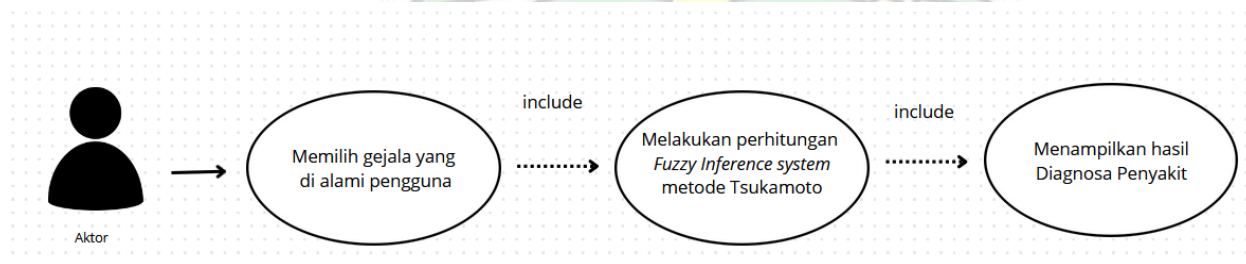 Aktor
Memilih gejala yang
di alami pengguna
include
Melakukan perhitungan
Fuzzy Inference system
metode Tsukamoto
include
Menampilkan hasil
Diagnosa Penyakit